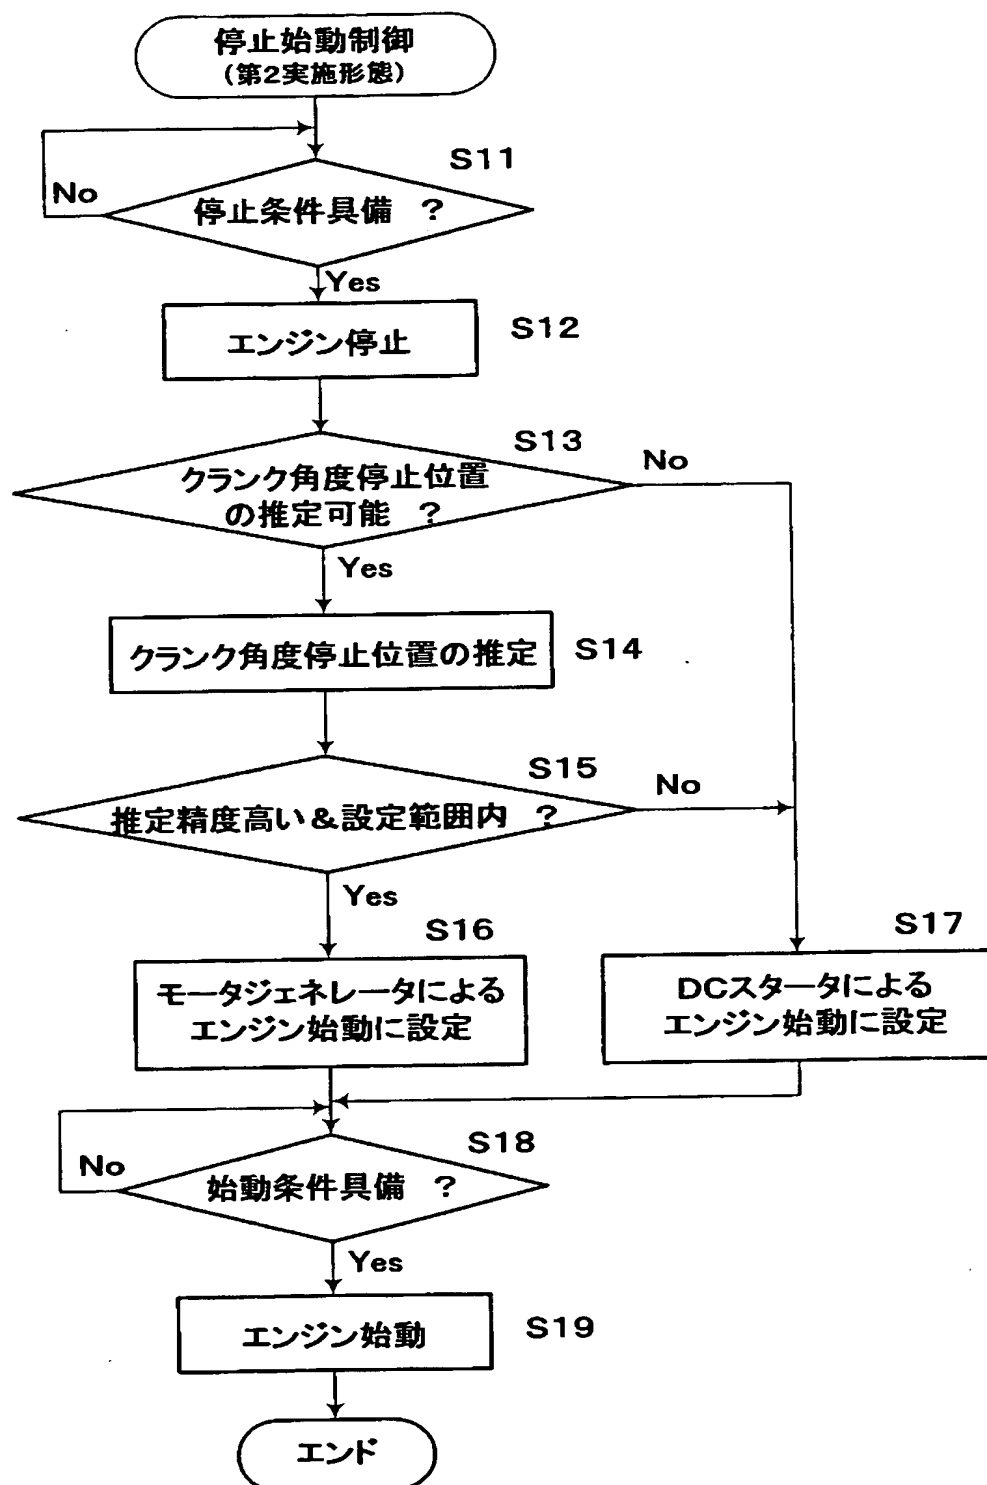 停止始動制御
(第2実施形態)
S11
No
停止条件具備 ?
Yes
エンジン停止
S12
S13
No
クランク角度停止位置
の推定可能 ?
Yes
クランク角度停止位置の推定
S14
S15
No
推定精度高い&設定範囲内 ?
Yes
S16
S17
モータジェネレータによる
エンジン始動に設定
DCスタータによる
エンジン始動に設定
S18
No
始動条件具備 ?
Yes
エンジン始動
S19
エンド